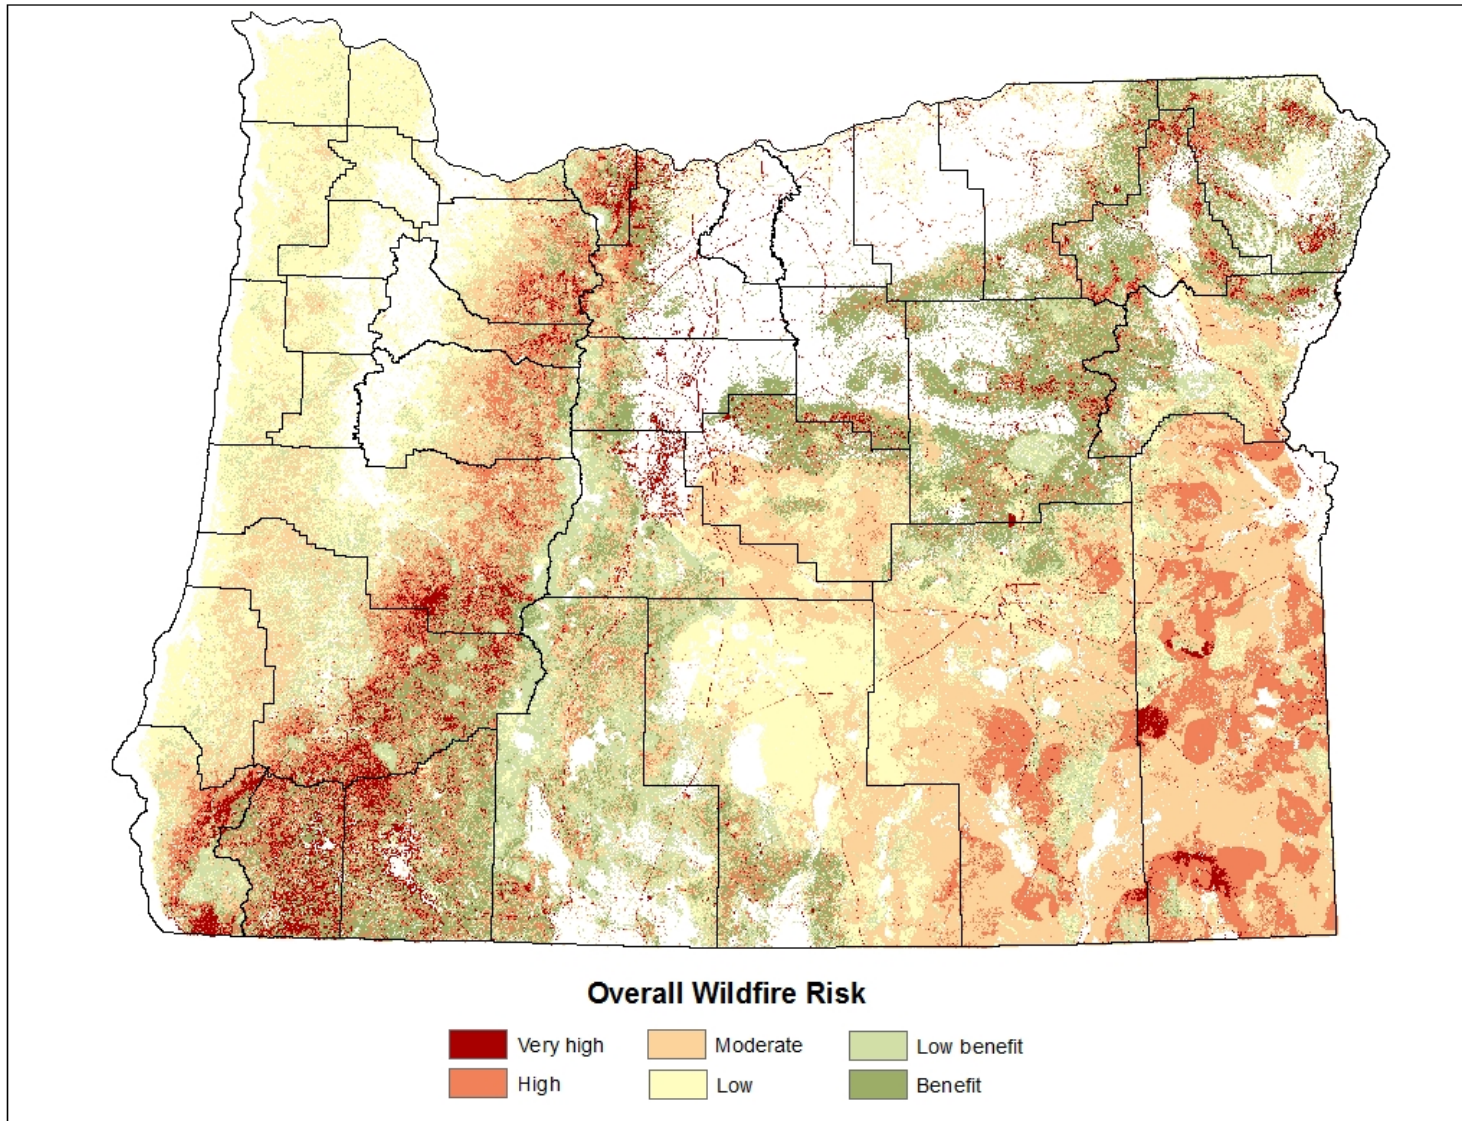 Overall Wildfire Risk
Very high
Moderate
Low benefit
High
Low
Benefit